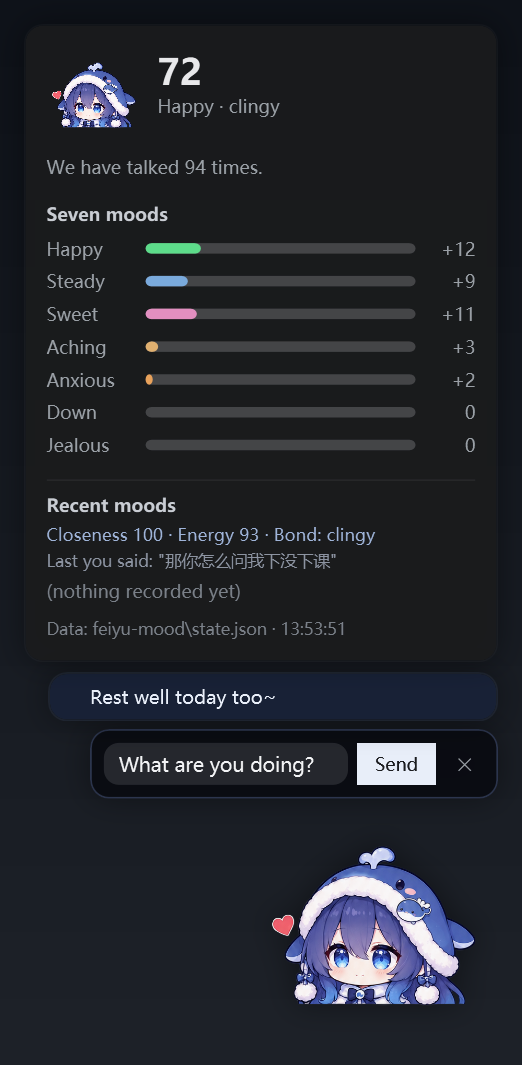 72
Happy · clingy
We have talked 94 times.
Seven moods
Happy +12
Steady +9
Sweet +11
Aching +3
Anxious +2
Down 0
Jealous 0
Recent moods
Closeness 100 · Energy 93 · Bond: clingy
Last you said: "那你怎么问我下没下课"
(nothing recorded yet)
Data: feiyu-mood\state.json · 13:53:51
Rest well today too~
What are you doing? Send ×